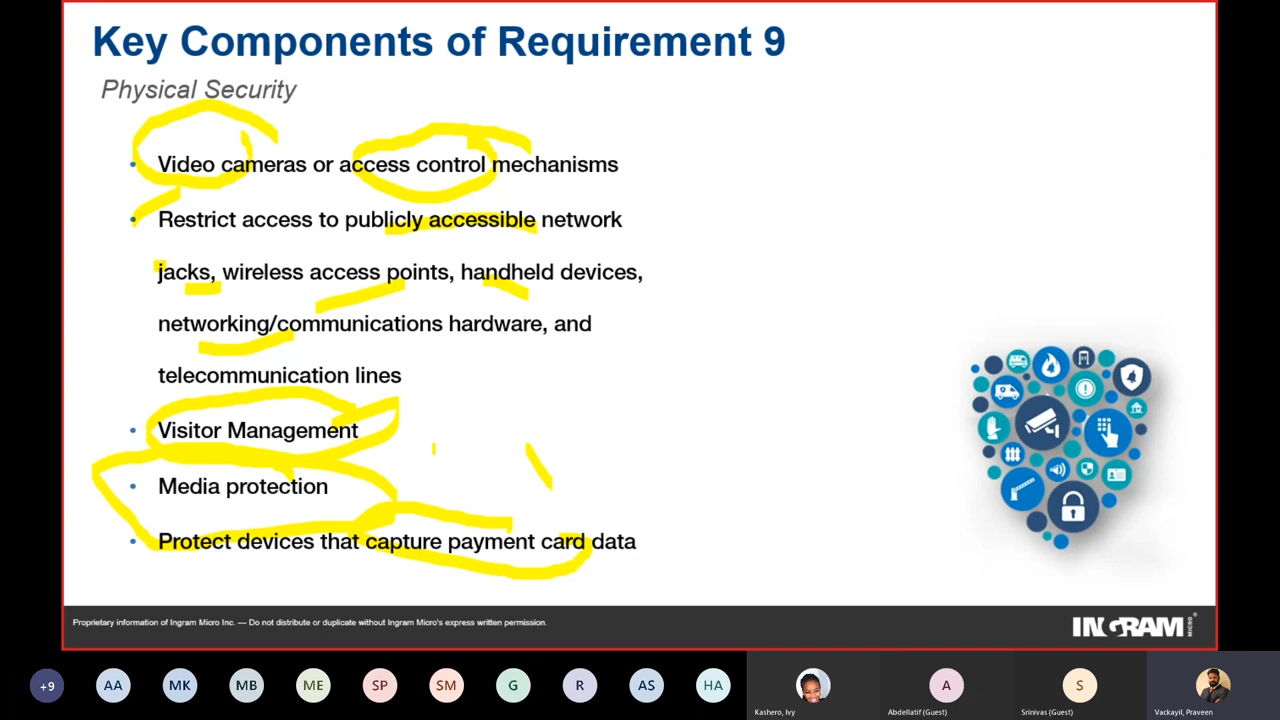 Key Components of Requirement 9
Physical Security
• Video cameras or access control mechanisms
• Restrict access to publicly accessible network
jacks, wireless access points, handheld devices,
networking/communications hardware, and
telecommunication lines
• Visitor Management
• Media protection
• Protect devices that capture payment card data
Proprietary information of Ingram Micro Inc. — Do not distribute or duplicate without Ingram Micro's express written permission.
INGRAM MICRO®
+9 AA MK MB ME SP SM G R AS HA A S
Kashero, Ivy Abdellatif (Guest) Srinivas (Guest) Vackayil, Praveen